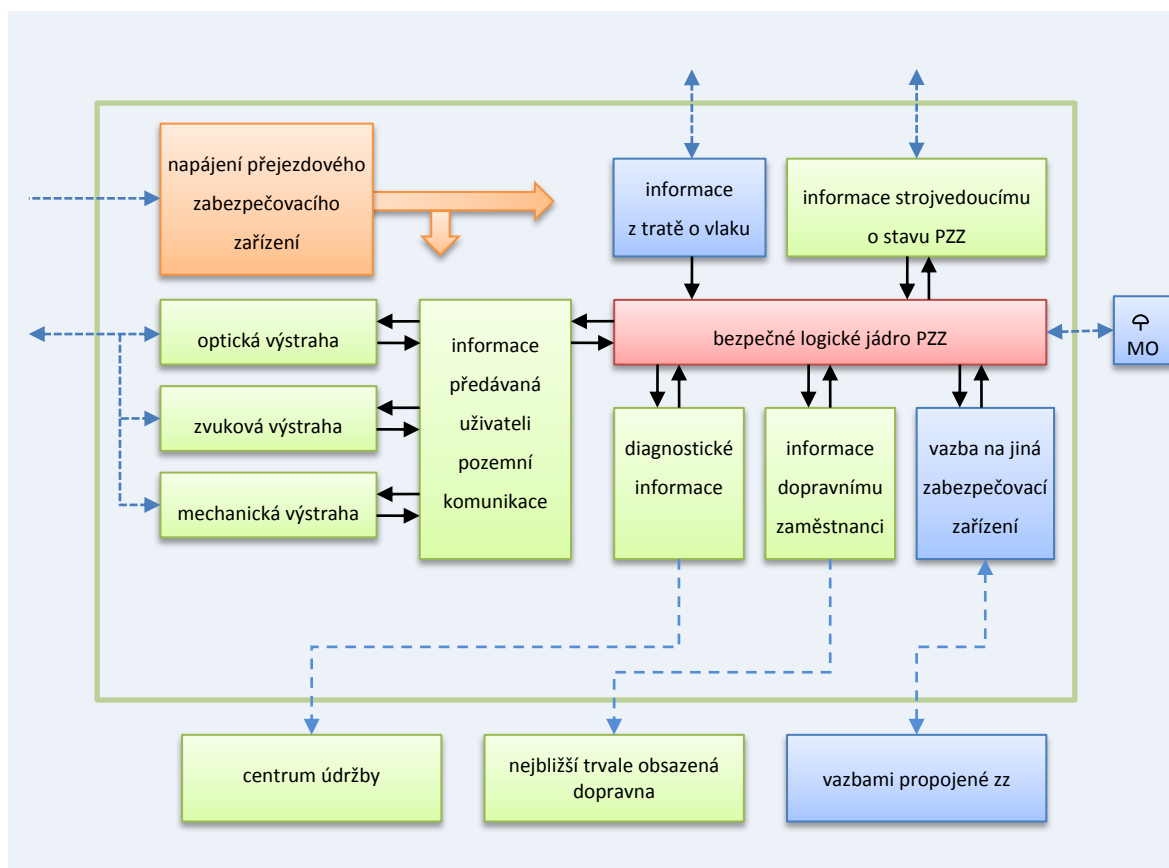 napájení přejezdového
zabezpečovacího
zařízení
informace
z tratě o vlaku
informace strojvedoucímu
o stavu PZZ
optická výstraha
zvuková výstraha
mechanická výstraha
informace
předávaná
uživateli
pozemní
komunikace
bezpečné logické jádro PZZ
MO
diagnostické
informace
informace
dopravnímu
zaměstnanci
vazba na jiná
zabezpečovací
zařízení
centrum údržby
nejbližší trvale obsazená
dopravna
vazbami propojené zz